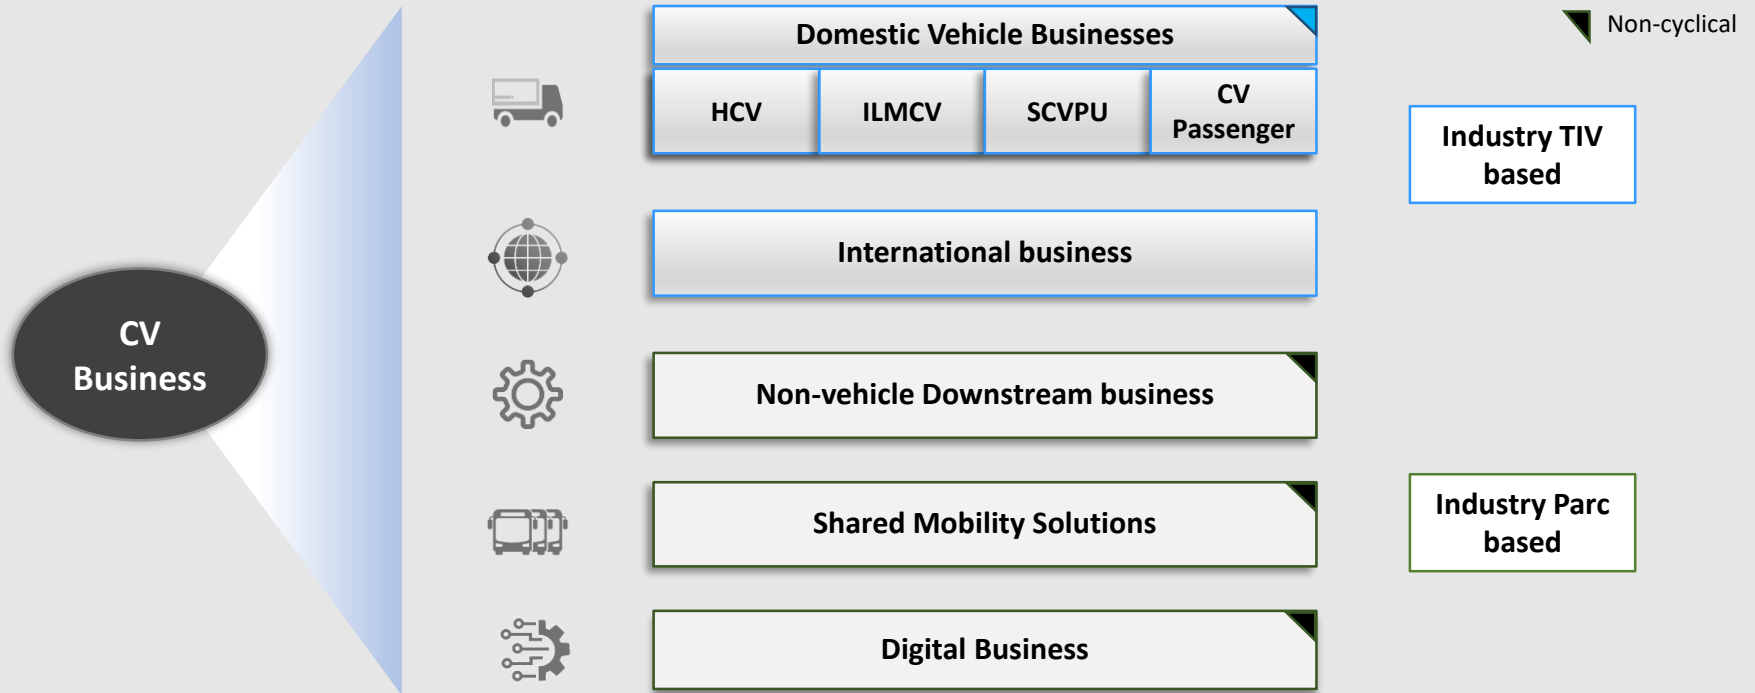 Domestic Vehicle Businesses
Non-cyclical
HCV
ILMCV
SCVPU
CV
Passenger
Industry TIV
based
International business
CV
Business
Non-vehicle Downstream business
Shared Mobility Solutions
Industry Parc
based
Digital Business